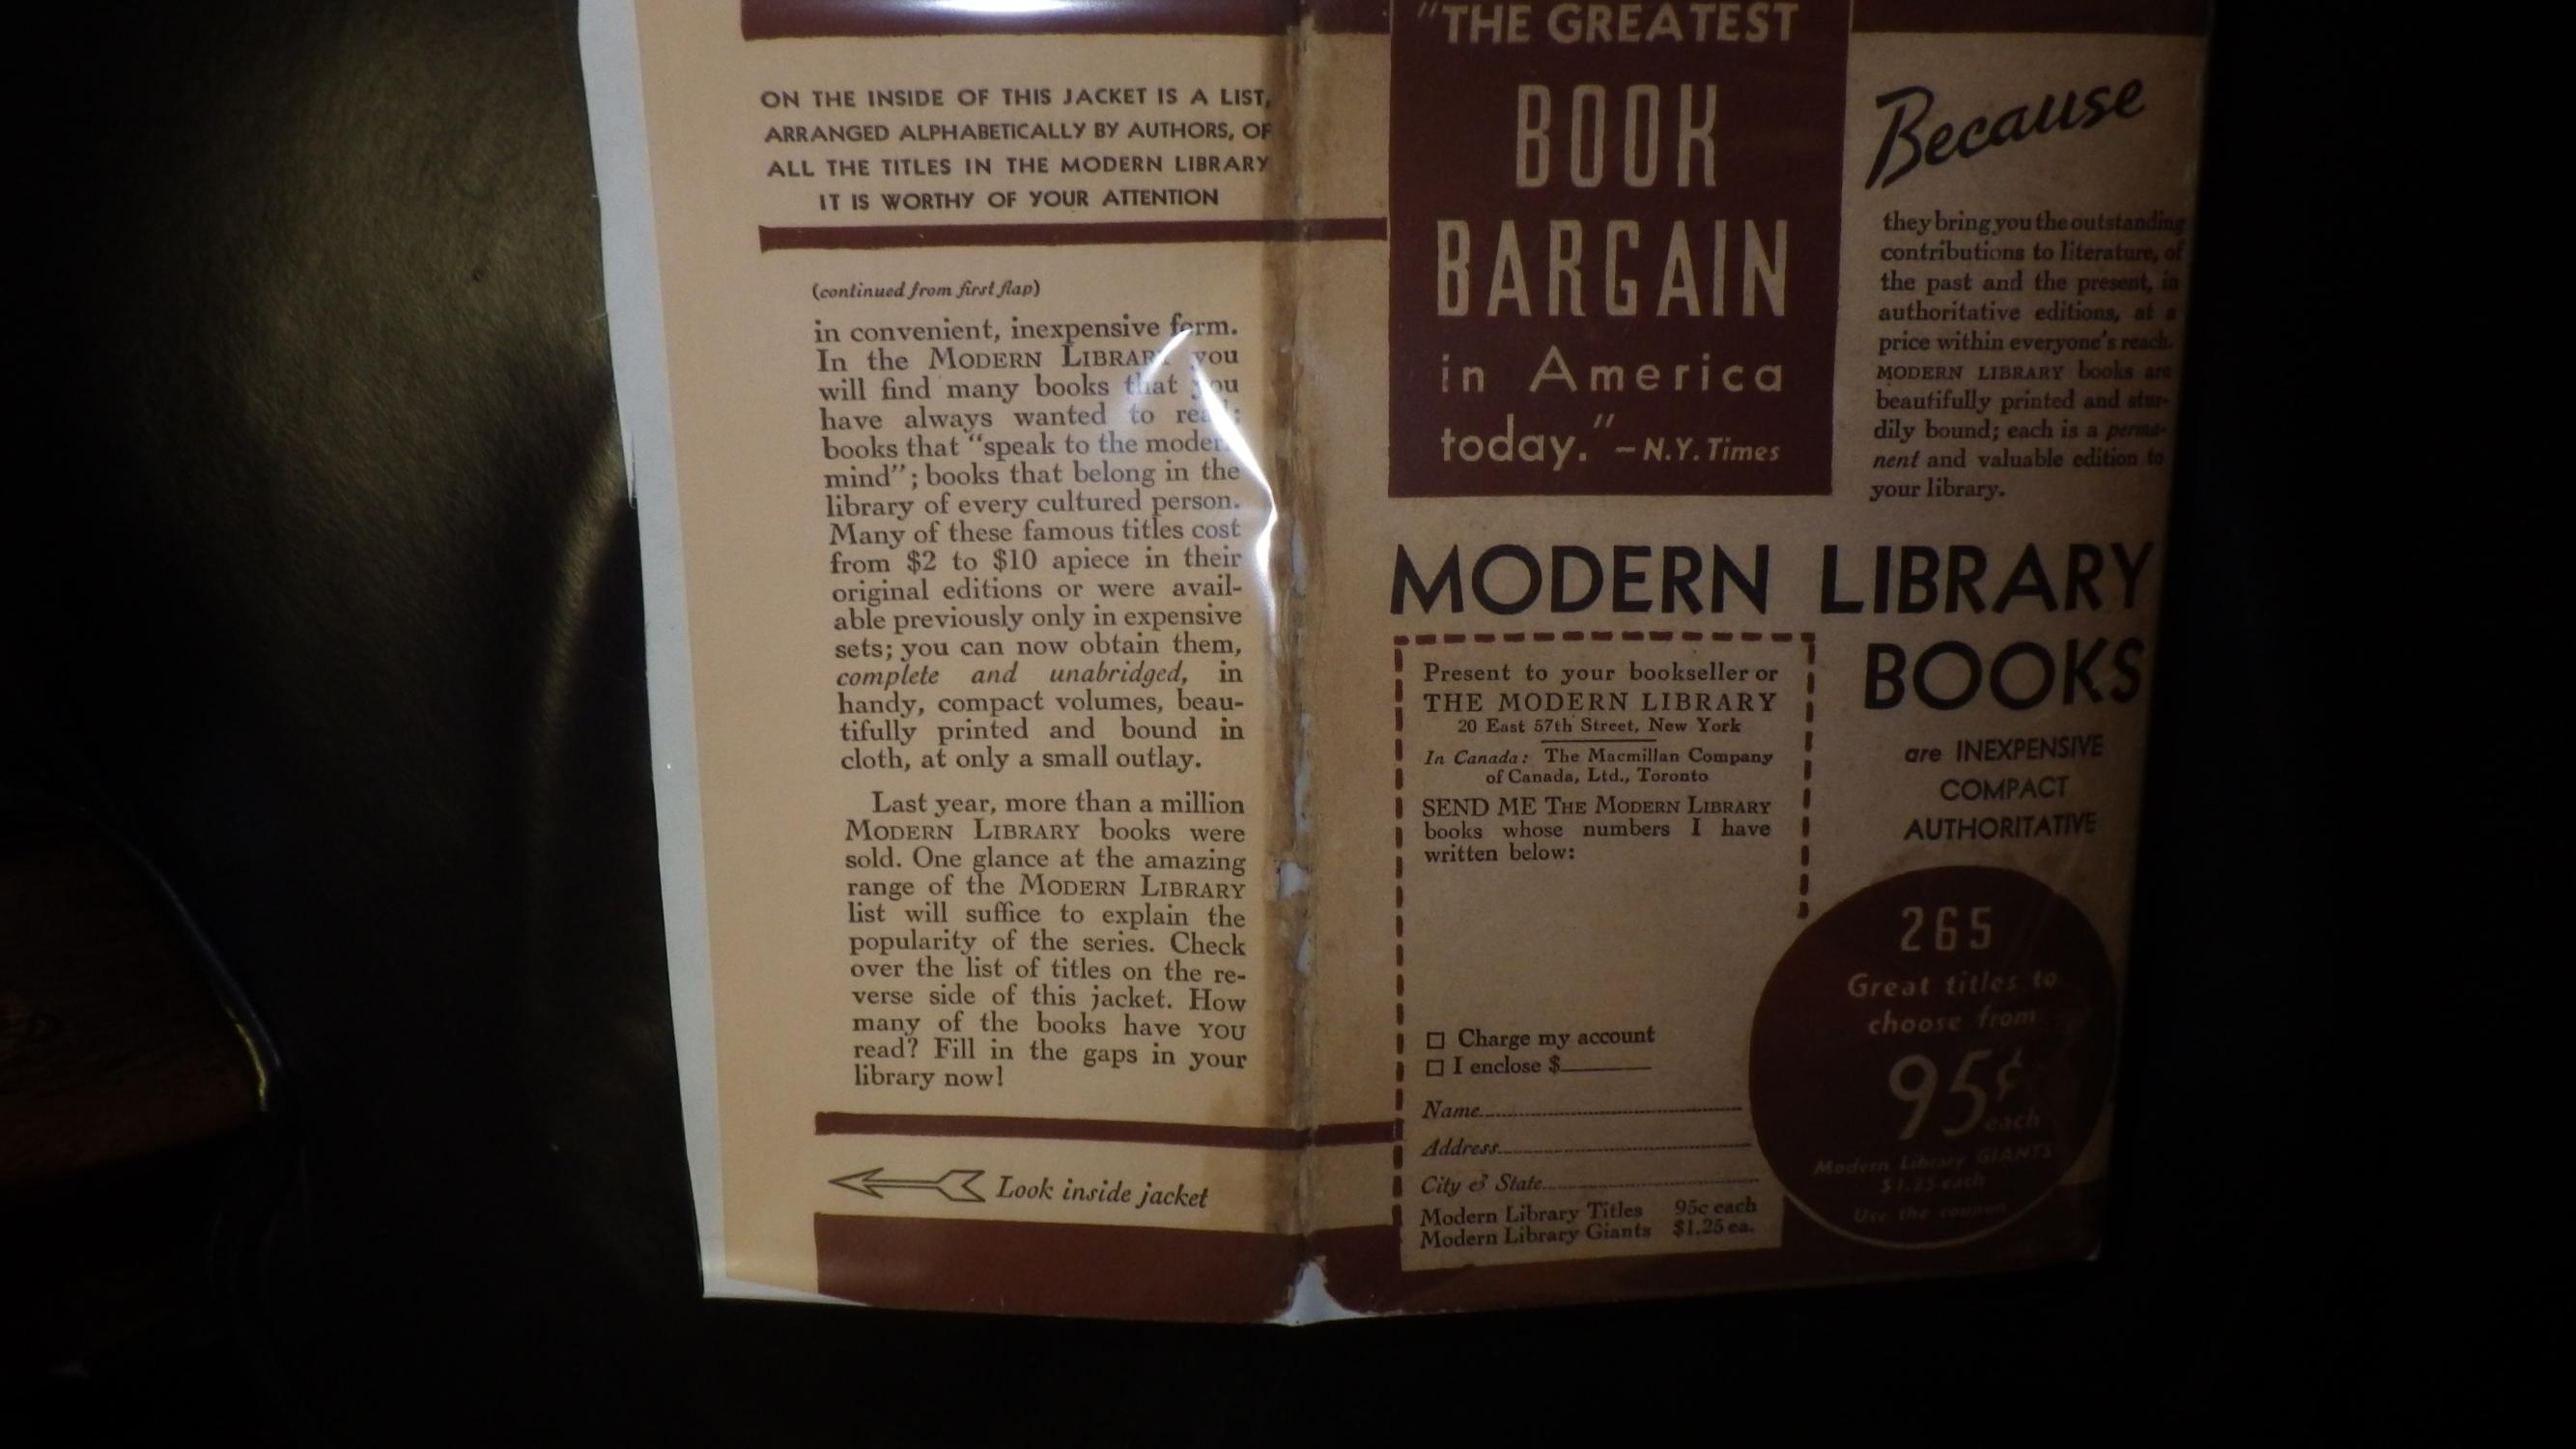 ON THE INSIDE OF THIS JACKET IS A LIST,
ARRANGED ALPHABETICALLY BY AUTHORS, OF
ALL THE TITLES IN THE MODERN LIBRARY
IT IS WORTHY OF YOUR ATTENTION
(continued from first flap)
in convenient, inexpensive form.
In the MODERN LIBRARY you
will find many books that you
have always wanted to read;
books that "speak to the modern
mind"; books that belong in the
library of every cultured person.
Many of these famous titles cost
from $2 to $10 apiece in their
original editions or were avail-
able previously only in expensive
sets; you can now obtain them,
complete and unabridged, in
handy, compact volumes, beau-
tifully printed and bound in
cloth, at only a small outlay.
Last year, more than a million
MODERN LIBRARY books were
sold. One glance at the amazing
range of the MODERN LIBRARY
list will suffice to explain the
popularity of the series. Check
over the list of titles on the re-
verse side of this jacket. How
many of the books have YOU
read? Fill in the gaps in your
library now!
Look inside jacket
"THE GREATEST
BOOK
BARGAIN
in America
today."—N.Y. Times
Because
they bring you the outstanding
contributions to literature, of
the past and the present, in
authoritative editions, at a
price within everyone's reach.
MODERN LIBRARY books are
beautifully printed and stur-
dily bound; each is a perma-
nent and valuable edition to
your library.
MODERN LIBRARY
BOOKS
are INEXPENSIVE
COMPACT
AUTHORITATIVE
Present to your bookseller or
THE MODERN LIBRARY
20 East 57th Street, New York
In Canada: The Macmillan Company
of Canada, Ltd., Toronto
SEND ME THE MODERN LIBRARY
books whose numbers I have
written below:
☐ Charge my account
☐ I enclose $
Name
Address
City & State
Modern Library Titles 95c each
Modern Library Giants $1.25 ea.
265
Great titles to
choose from
95¢
each
Modern Library GIANTS
$1.25 each
Use the coupon